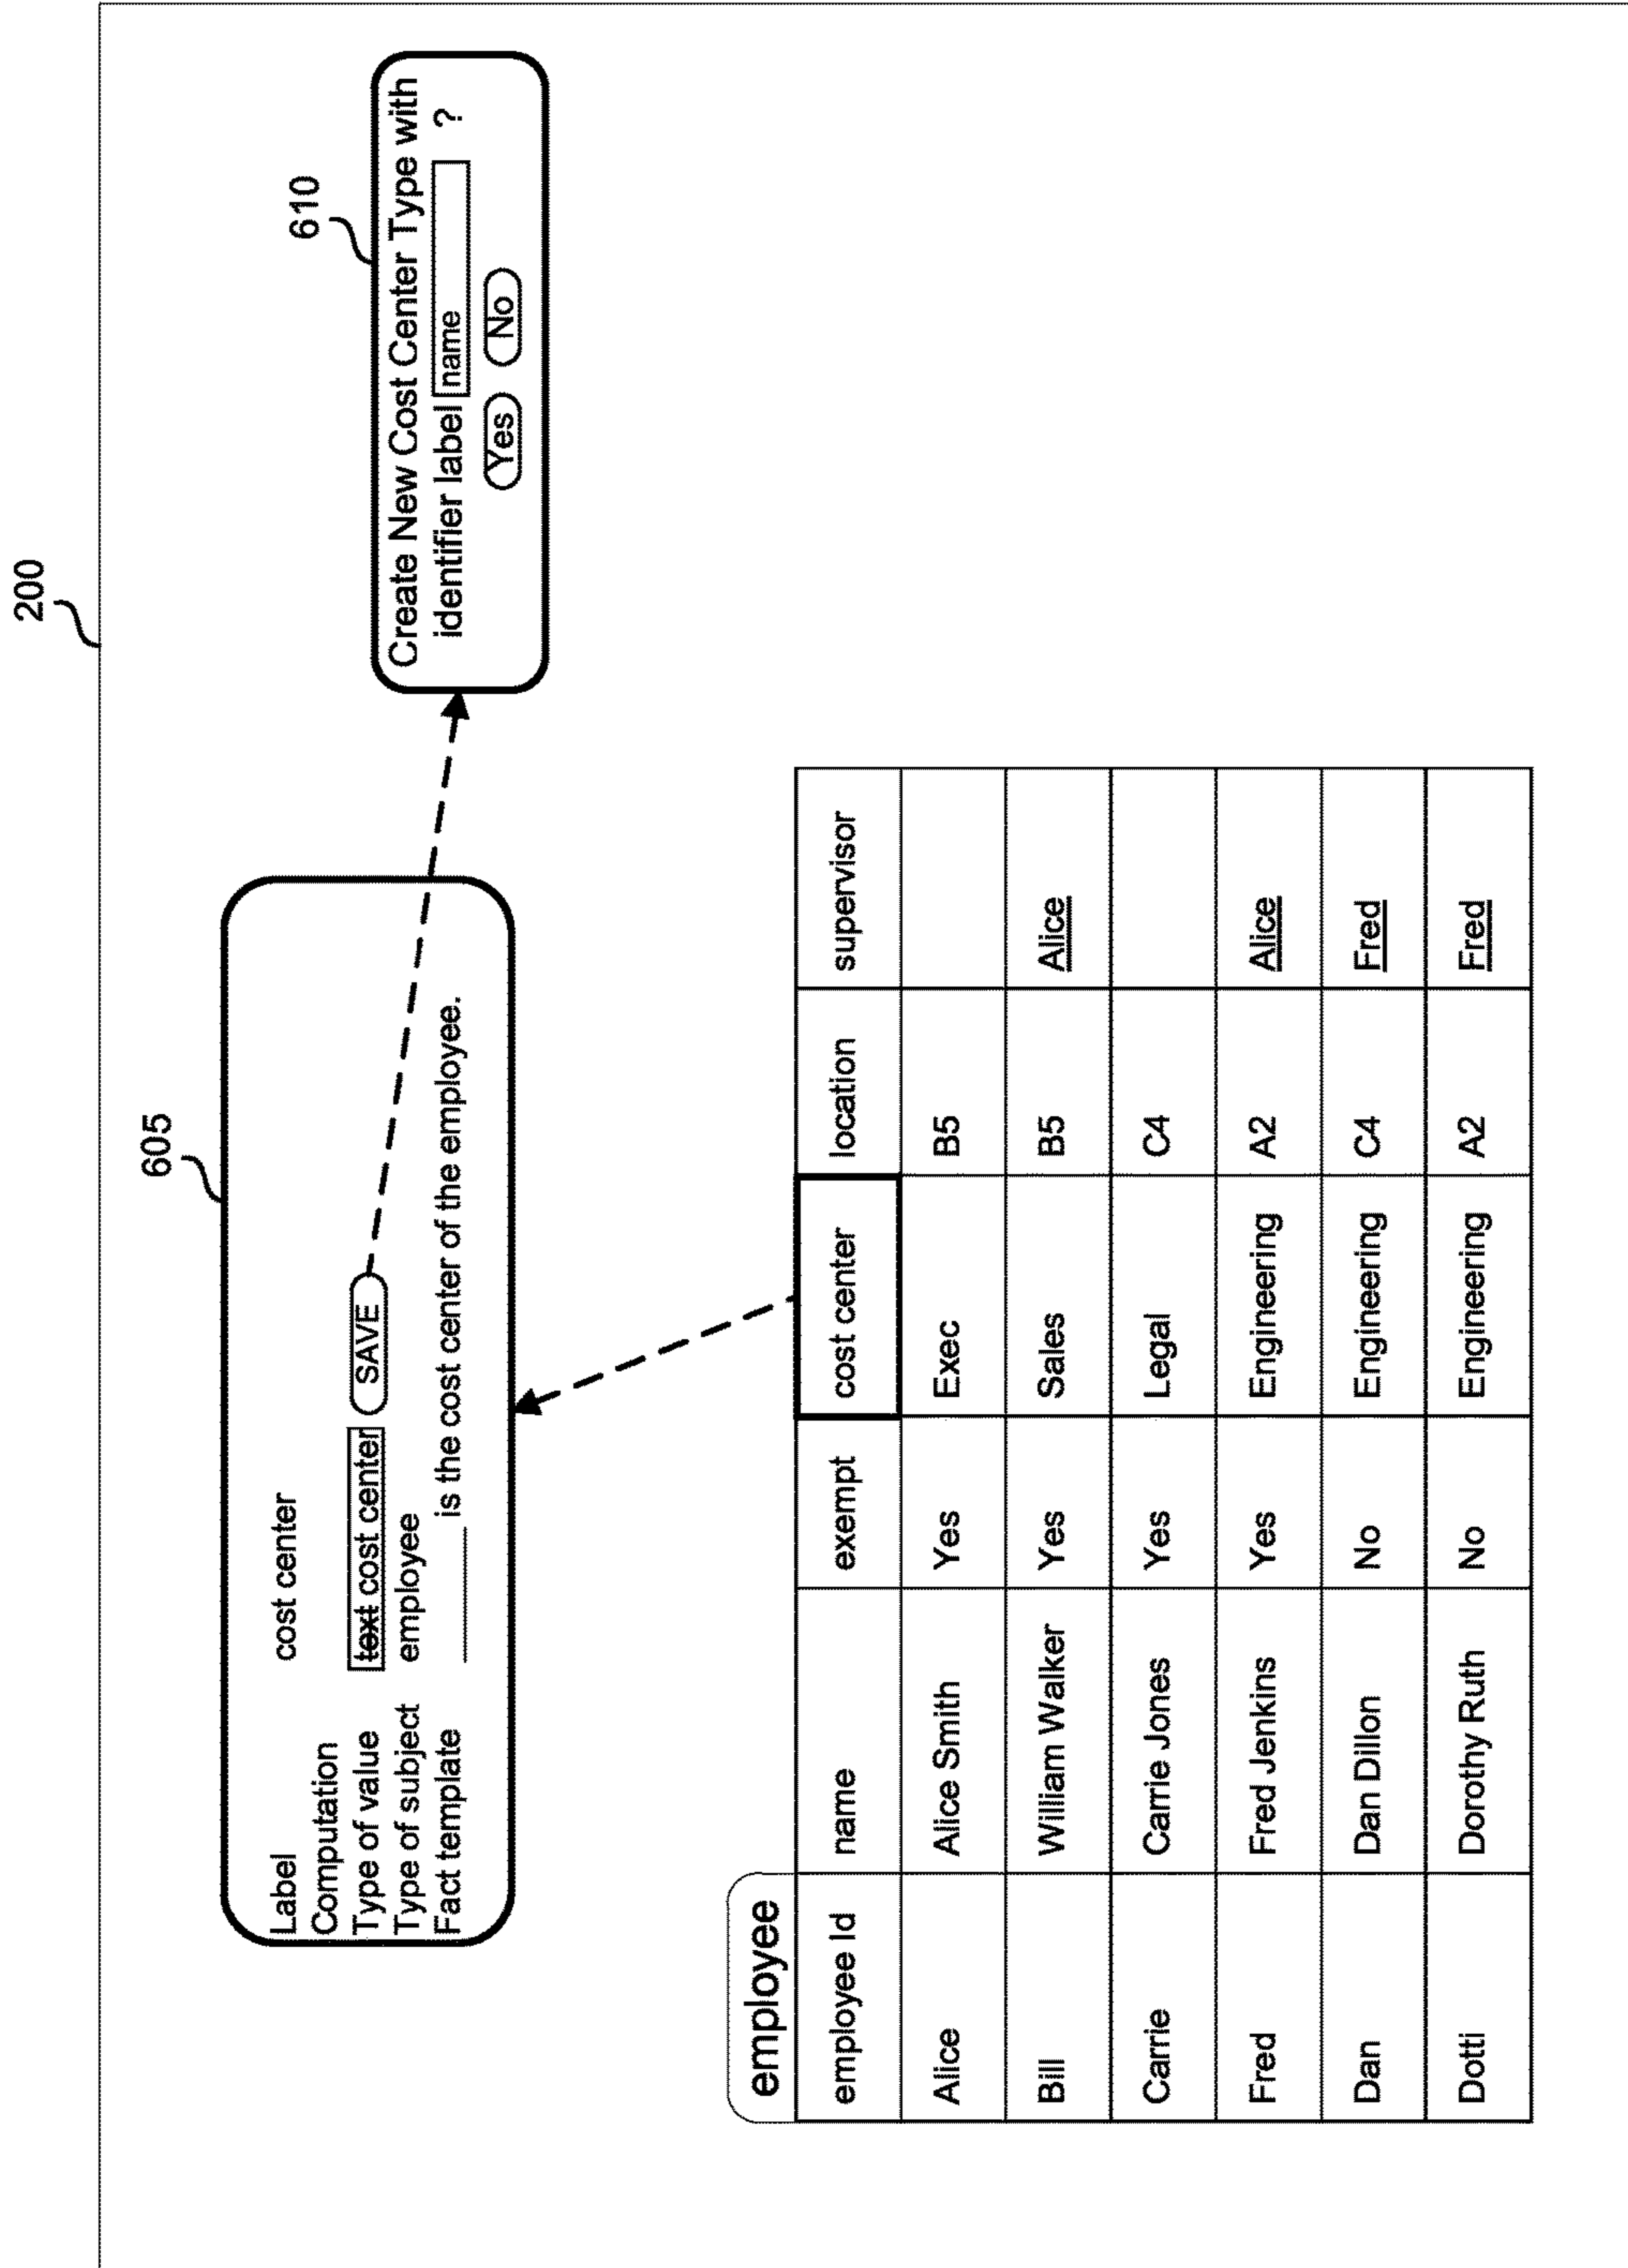 200
605
Label cost center
Computation
Type of value text cost center SAVE
Type of subject employee
Fact template ______ is the cost center of the employee.
610
Create New Cost Center Type with
identifier label name ?
Yes No
employee
employee Id name exempt cost center location supervisor
Alice Alice Smith Yes Exec B5
Bill William Walker Yes Sales B5 Alice
Carrie Carrie Jones Yes Legal C4
Fred Fred Jenkins Yes Engineering A2 Alice
Dan Dan Dillon No Engineering C4 Fred
Dotti Dorothy Ruth No Engineering A2 Fred